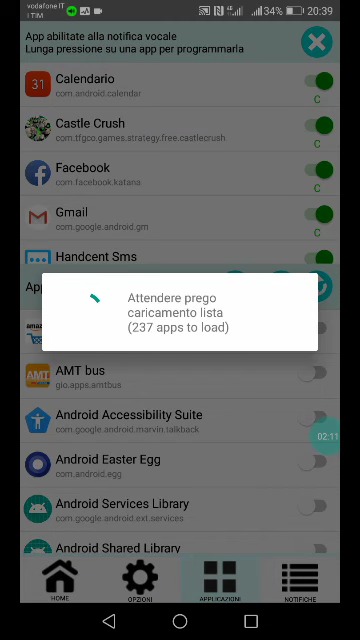 vodafone IT
| TIM
34%
20:39
App abilitate alla notifica vocale
Lunga pressione su una app per programmarla
31
Calendario
com.android.calendar
C
Castle Crush
com.tfgco.games.strategy.free.castlecrush
C
Facebook
com.facebook.katana
C
Gmail
com.google.android.gm
C
Handcent Sms
Attendere prego
caricamento lista
(237 apps to load)
AMT
AMT bus
gio.apps.amtbus
Android Accessibility Suite
com.google.android.marvin.talkback
02:11
Android Easter Egg
com.android.egg
Android Services Library
com.google.android.ext.services
Android Shared Library
HOME
OPZIONI
APPLICAZIONI
NOTIFICHE